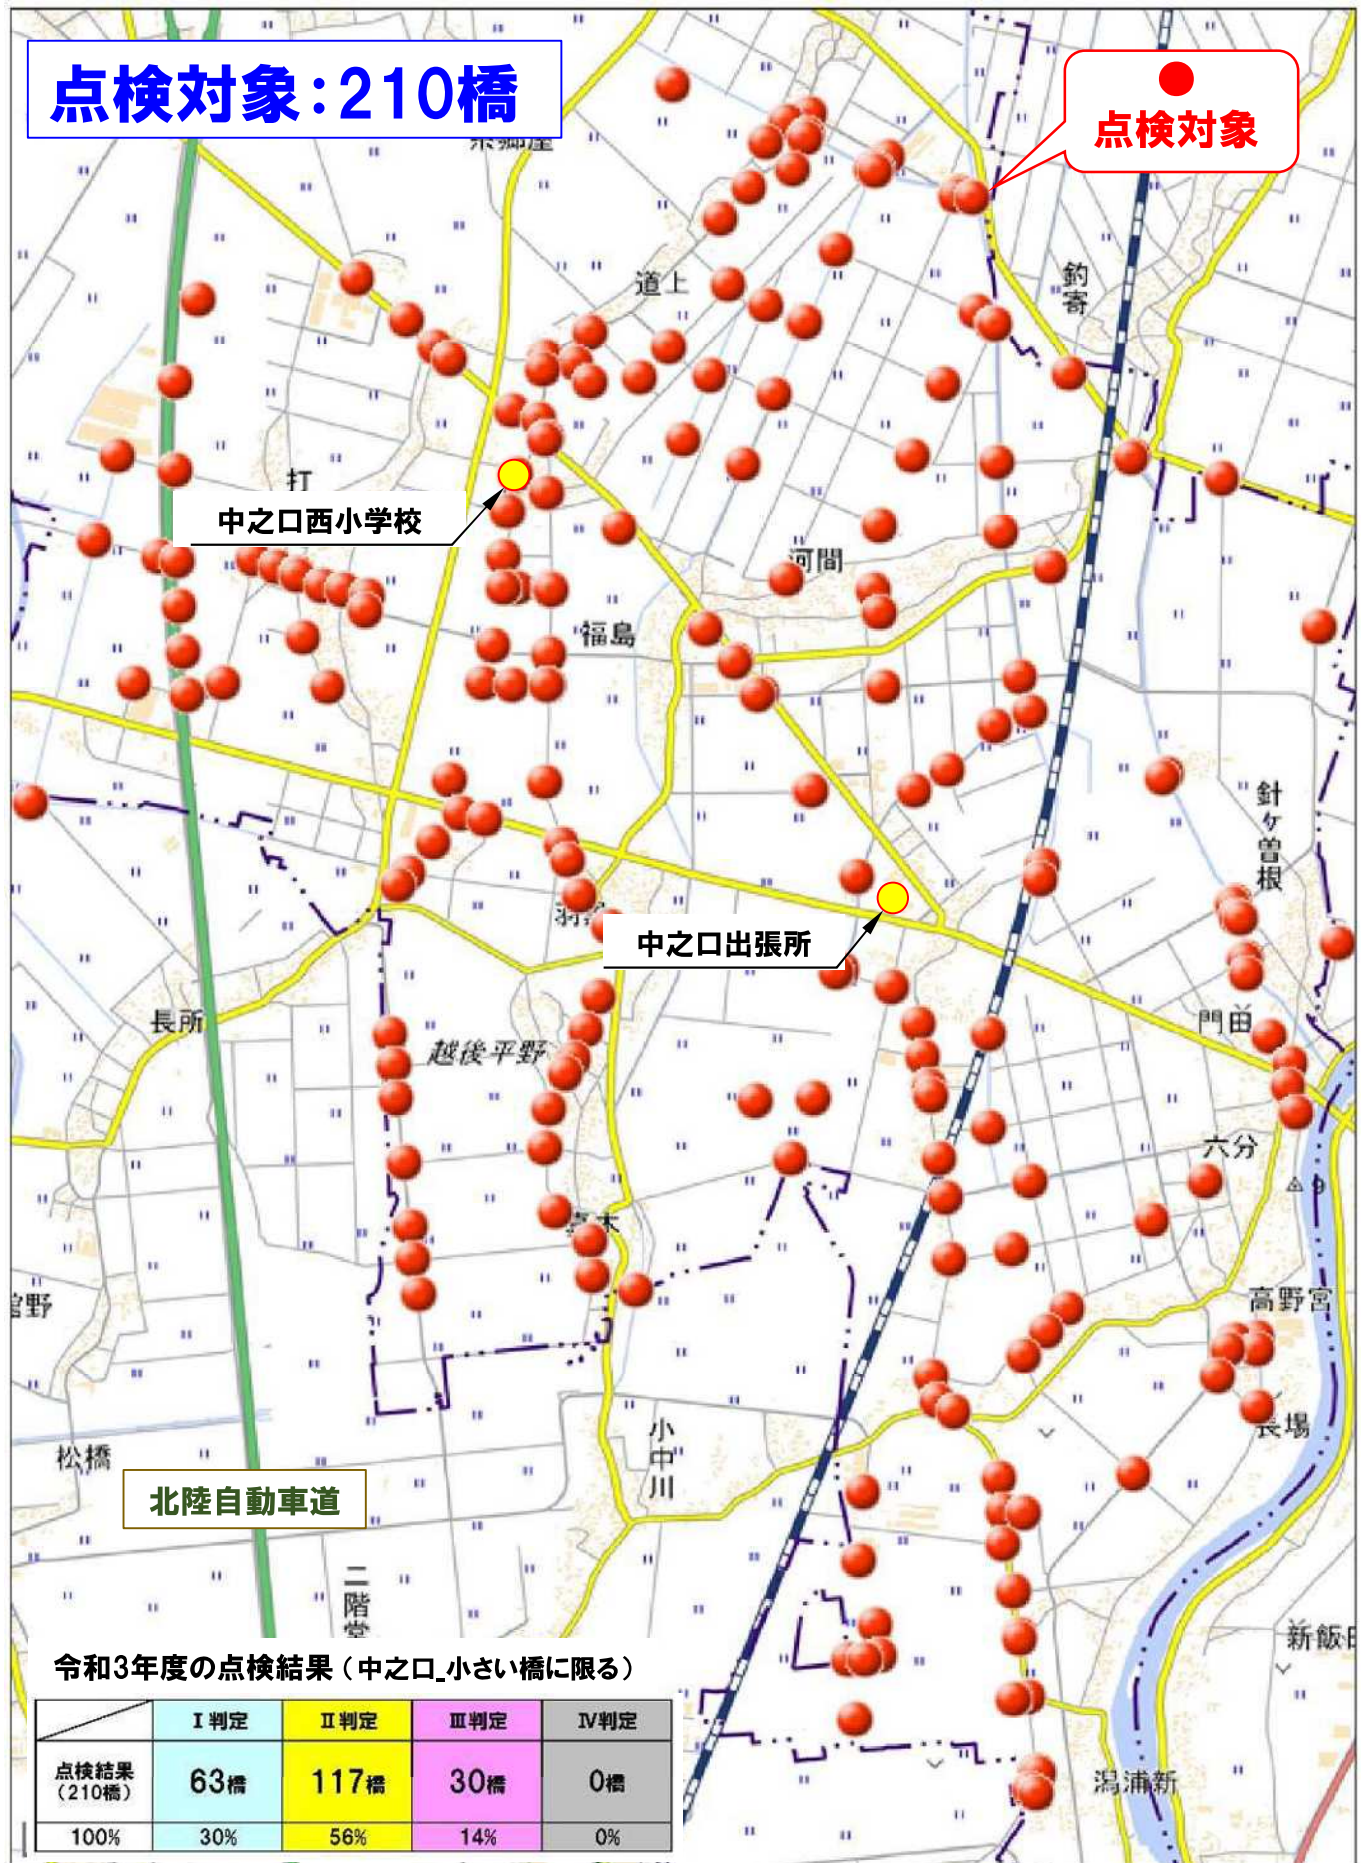 点検対象:210橋
点検対象
道上
釣寄
打
中之口西小学校
河間
福島
針ヶ曽根
中之口出張所
長所
越後平野
門田
六分
9
高野宮
長場
松橋
小中川
北陸自動車道
二階堂
新飯田
潟浦新
令和3年度の点検結果(中之口_小さい橋に限る)
Ⅰ判定 Ⅱ判定 Ⅲ判定 Ⅳ判定
点検結果
(210橋) 63橋 117橋 30橋 0橋
100% 30% 56% 14% 0%